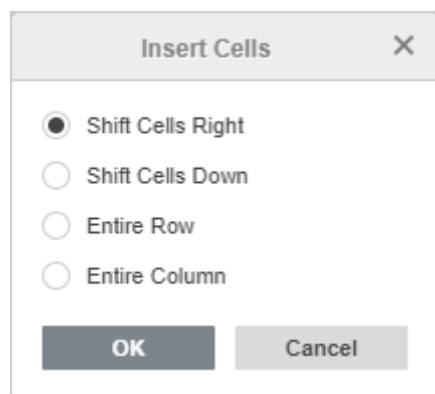 Insert Cells
Shift Cells Right
Shift Cells Down
Entire Row
Entire Column
OK Cancel